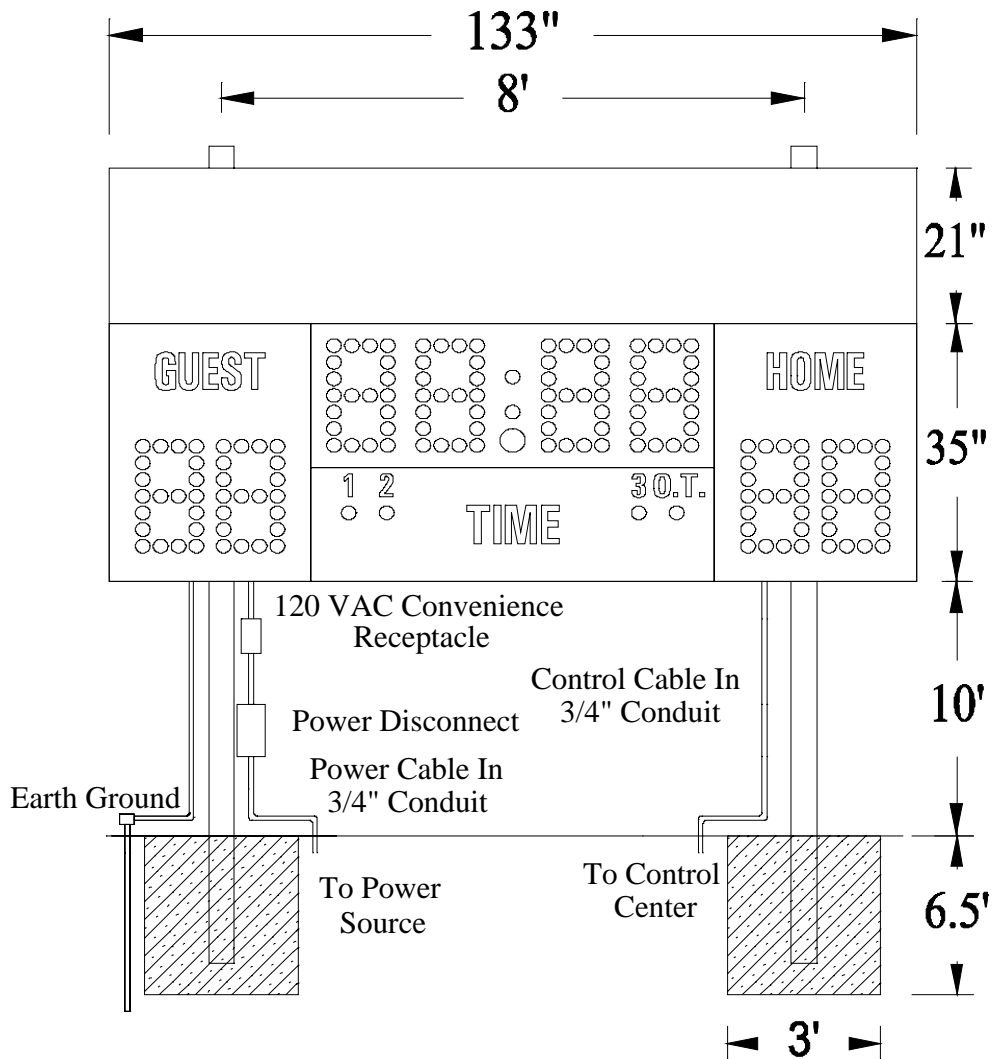 133"
8'
21"
GUEST
HOME
35"
1 2
3 O.T.
TIME
120 VAC Convenience
Receptacle
Control Cable In
3/4" Conduit
10'
Power Disconnect
Power Cable In
3/4" Conduit
Earth Ground
To Power
Source
To Control
Center
6.5'
3'